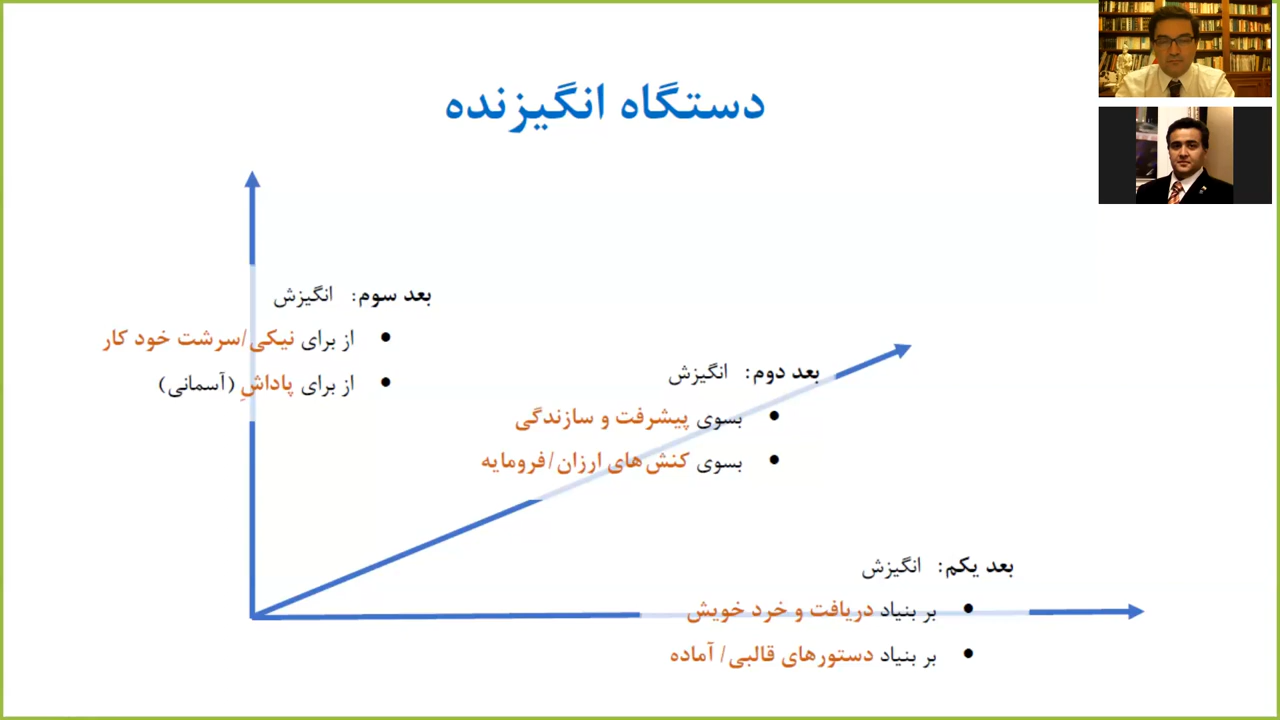 دستگاه انگیزنده
بعد سوم: انگیزش
• از برای نیکی/سرشت خود کار
• از برای پاداشِ (آسمانی)
بعد دوم: انگیزش
• بسوی پیشرفت و سازندگی
• بسوی کنش‌های ارزان/فرومایه
بعد یکم: انگیزش
• بر بنیاد دریافت و خرد خویش
• بر بنیاد دستورهای قالبی/ آماده